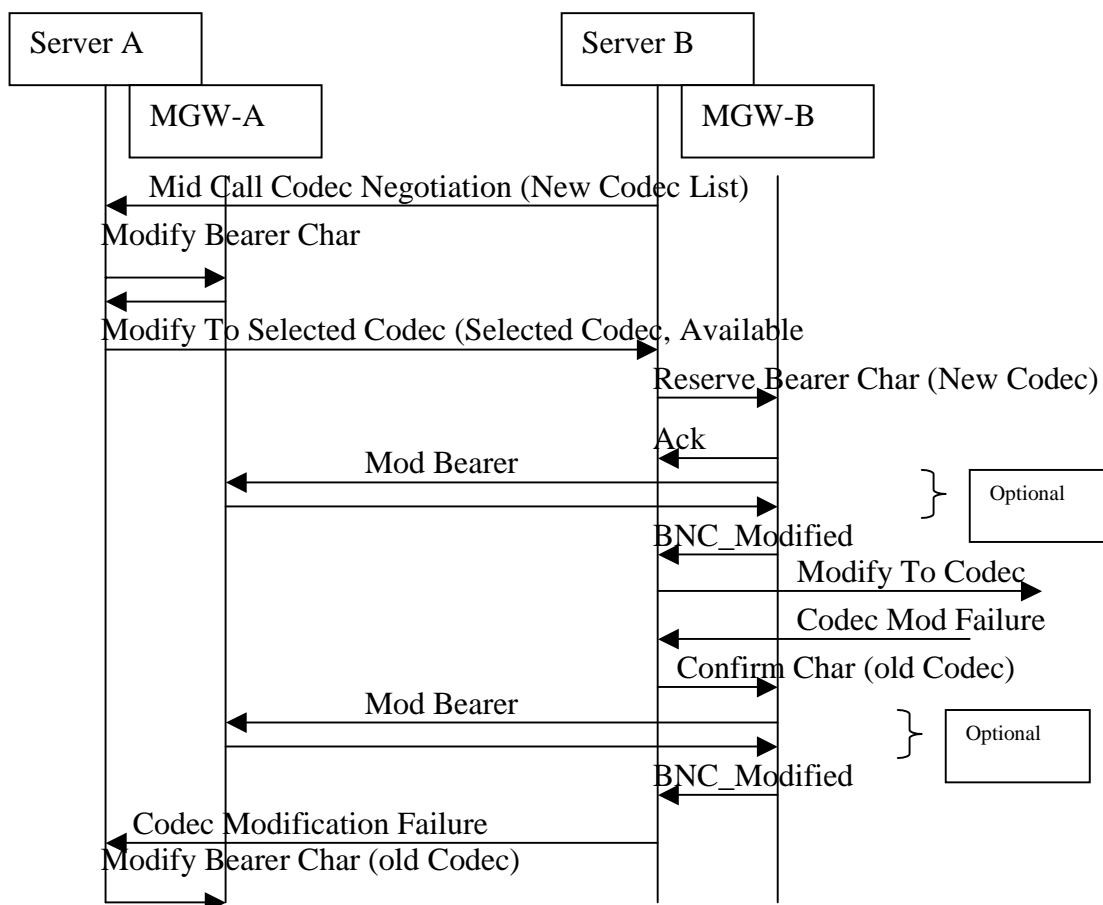 Server A
Server B
MGW-A
MGW-B
Mid Call Codec Negotiation (New Codec List)
Modify Bearer Char
Modify To Selected Codec (Selected Codec, Available
Reserve Bearer Char (New Codec)
Ack
Mod Bearer
Optional
BNC_Modified
Modify To Codec
Codec Mod Failure
Confirm Char (old Codec)
Mod Bearer
Optional
BNC_Modified
Codec Modification Failure
Modify Bearer Char (old Codec)